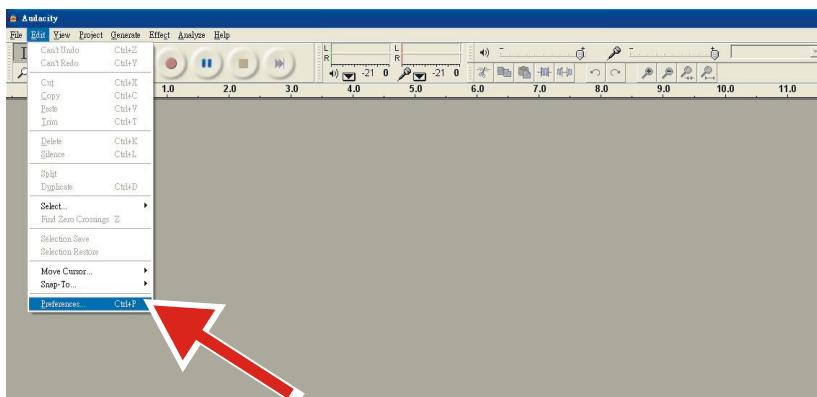 Audacity
File Edit View Project Generate Effect Analyze Help
Can't Undo Ctrl+Z
Can't Redo Ctrl+Y
Cut Ctrl+X
Copy Ctrl+C
Paste Ctrl+V
Trim Ctrl+T
Delete Ctrl+K
Silence Ctrl+L
Split
Duplicate Ctrl+D
Select...
Find Zero Crossings Z
Selection Save
Selection Restore
Move Cursor...
Snap-To...
Preferences... Ctrl+P
L L
R R
-21 0 -21 0
1.0 2.0 3.0 4.0 5.0 6.0 7.0 8.0 9.0 10.0 11.0